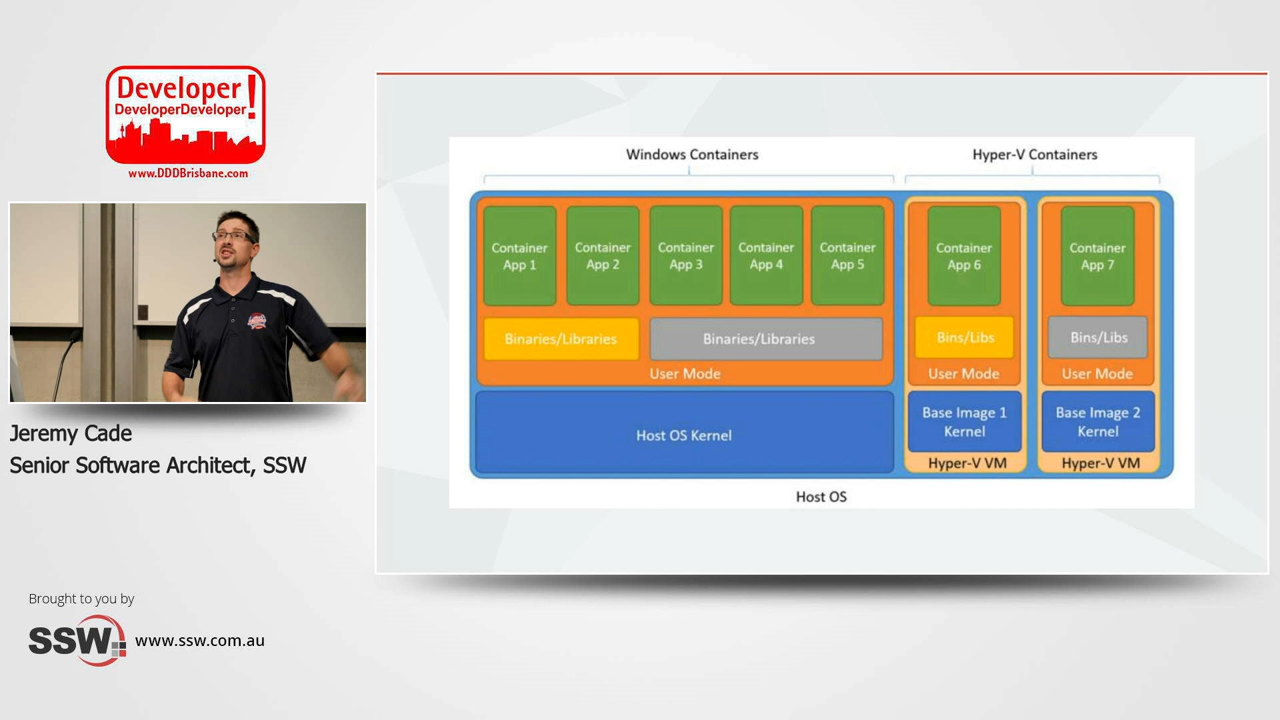 Developer!
DeveloperDeveloper
www.DDDBrisbane.com
Jeremy Cade
Senior Software Architect, SSW
Brought to you by
SSW www.ssw.com.au
Windows Containers
Hyper-V Containers
Container App 1
Container App 2
Container App 3
Container App 4
Container App 5
Container App 6
Container App 7
Binaries/Libraries
Binaries/Libraries
Bins/Libs
Bins/Libs
User Mode
User Mode
User Mode
Host OS Kernel
Base Image 1
Kernel
Base Image 2
Kernel
Hyper-V VM
Hyper-V VM
Host OS